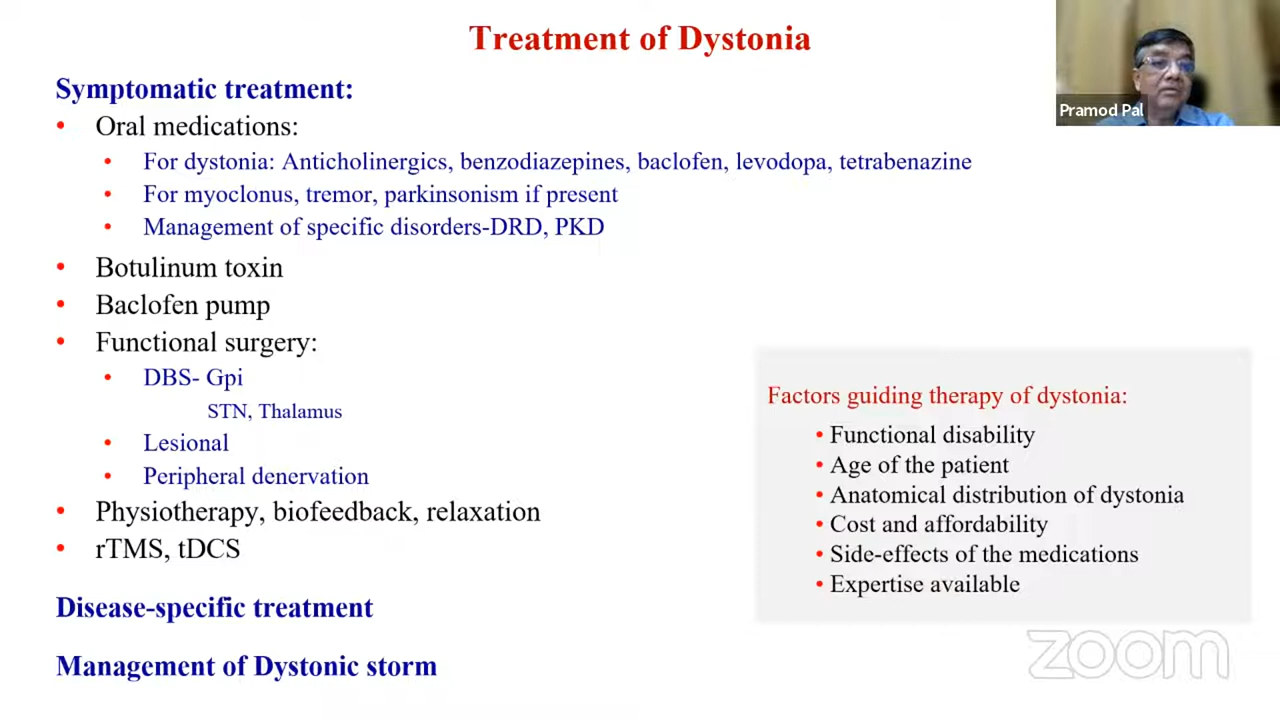 Treatment of Dystonia
Pramod Pal
Symptomatic treatment:
• Oral medications:
• For dystonia: Anticholinergics, benzodiazepines, baclofen, levodopa, tetrabenazine
• For myoclonus, tremor, parkinsonism if present
• Management of specific disorders-DRD, PKD
• Botulinum toxin
• Baclofen pump
• Functional surgery:
• DBS- Gpi
STN, Thalamus
• Lesional
• Peripheral denervation
• Physiotherapy, biofeedback, relaxation
• rTMS, tDCS
Disease-specific treatment
Management of Dystonic storm
Factors guiding therapy of dystonia:
• Functional disability
• Age of the patient
• Anatomical distribution of dystonia
• Cost and affordability
• Side-effects of the medications
• Expertise available
zoom